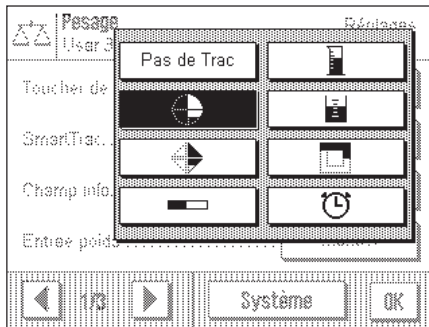 Pesage
Réglages
User 3
Pas de Trac
Toucher de
SmartTrac..
Champ info.
Entrée poids
1/3
Système
OK